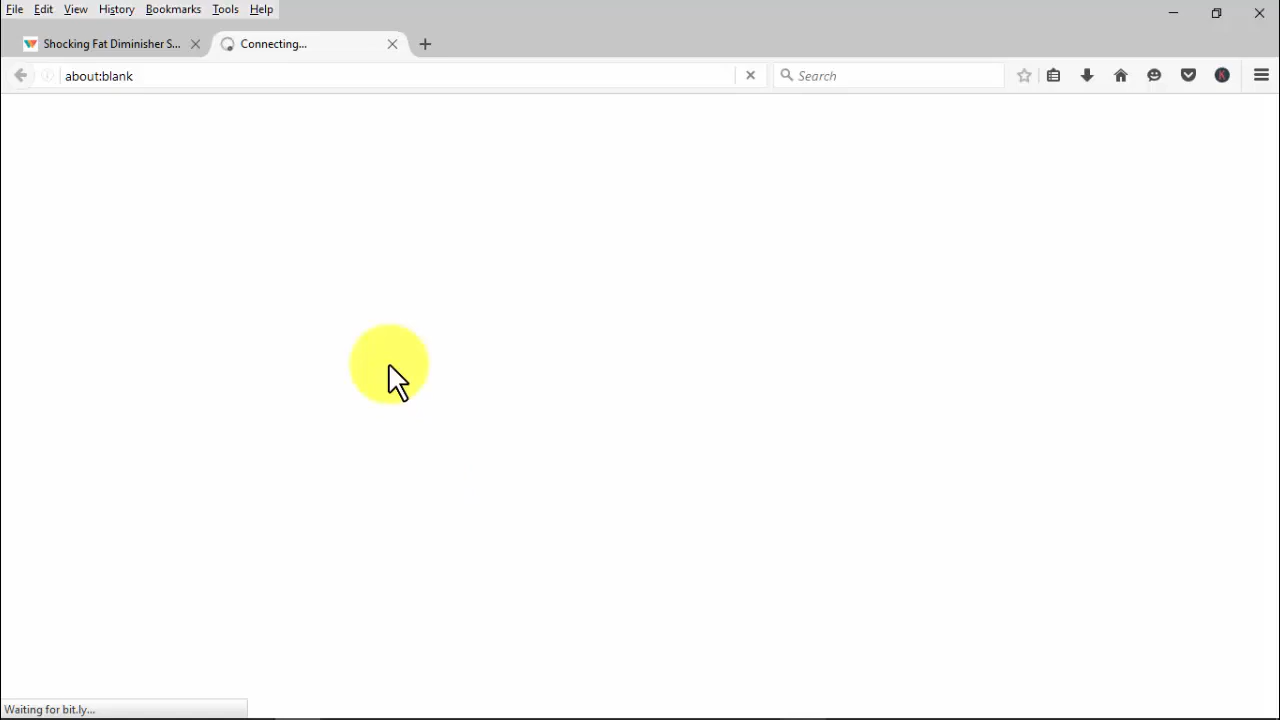 File Edit View History Bookmarks Tools Help
Shocking Fat Diminisher S... Connecting...
about:blank Search
Waiting for bit.ly...